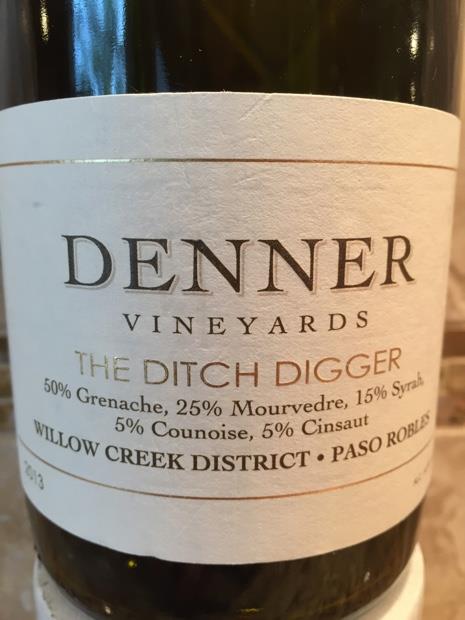 DENNER
VINEYARDS
THE DITCH DIGGER
50% Grenache, 25% Mourvedre, 15% Syrah,
5% Counoise, 5% Cinsaut
WILLOW CREEK DISTRICT • PASO ROBLES
2013